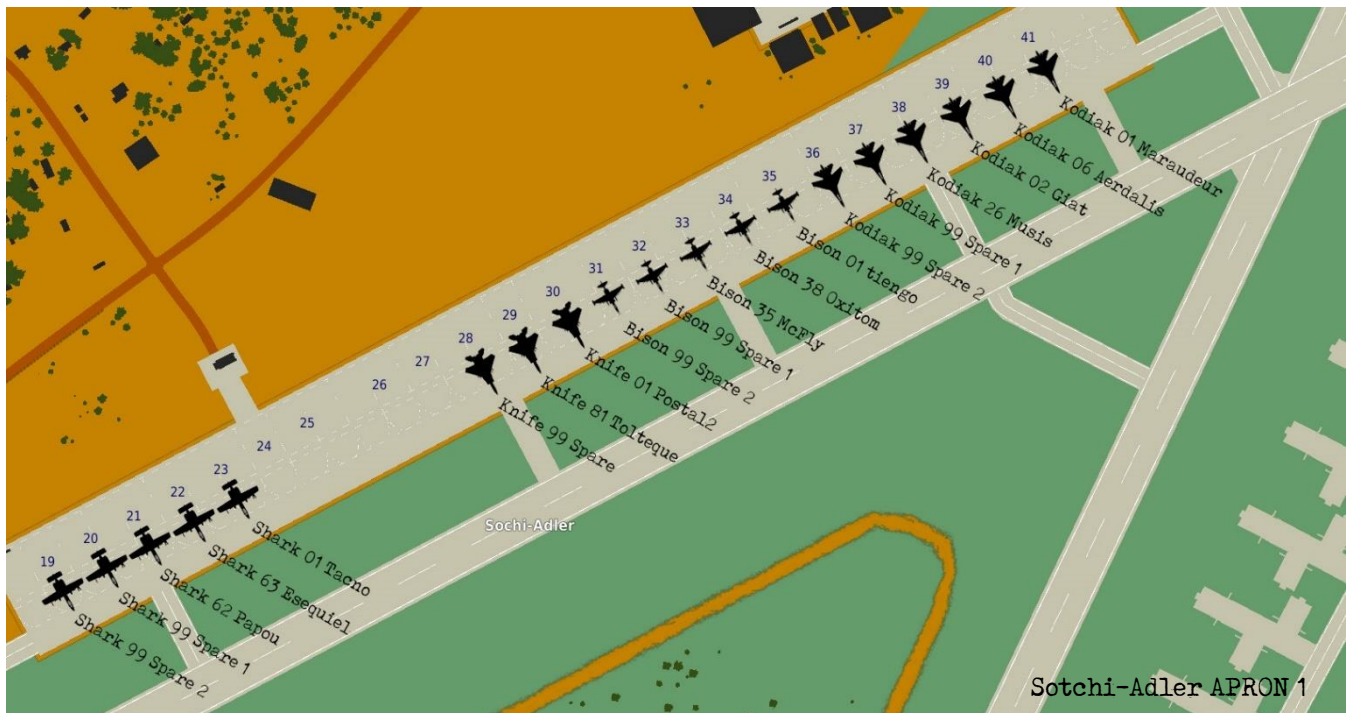 41
40
39
38
37
36
35
34
33
32
31
30
29
28
27
26
25
24
23
22
21
20
19
Kodiak 01 Maraudeur
Kodiak 06 Aerdalis
Kodiak 02 Giat
Kodiak 26 Musis
Kodiak 99 Spare 1
Kodiak 99 Spare 2
Bison 01 tiengo
Bison 38 Oxitom
Bison 35 McFly
Bison 99 Spare 1
Bison 99 Spare 2
Knife 01 Postal2
Knife 81 Tolteque
Knife 99 Spare
Shark 01 Tacno
Shark 63 Esequiel
Shark 62 Papou
Shark 99 Spare 1
Shark 99 Spare 2
Sochi-Adler
Sotchi-Adler APRON 1